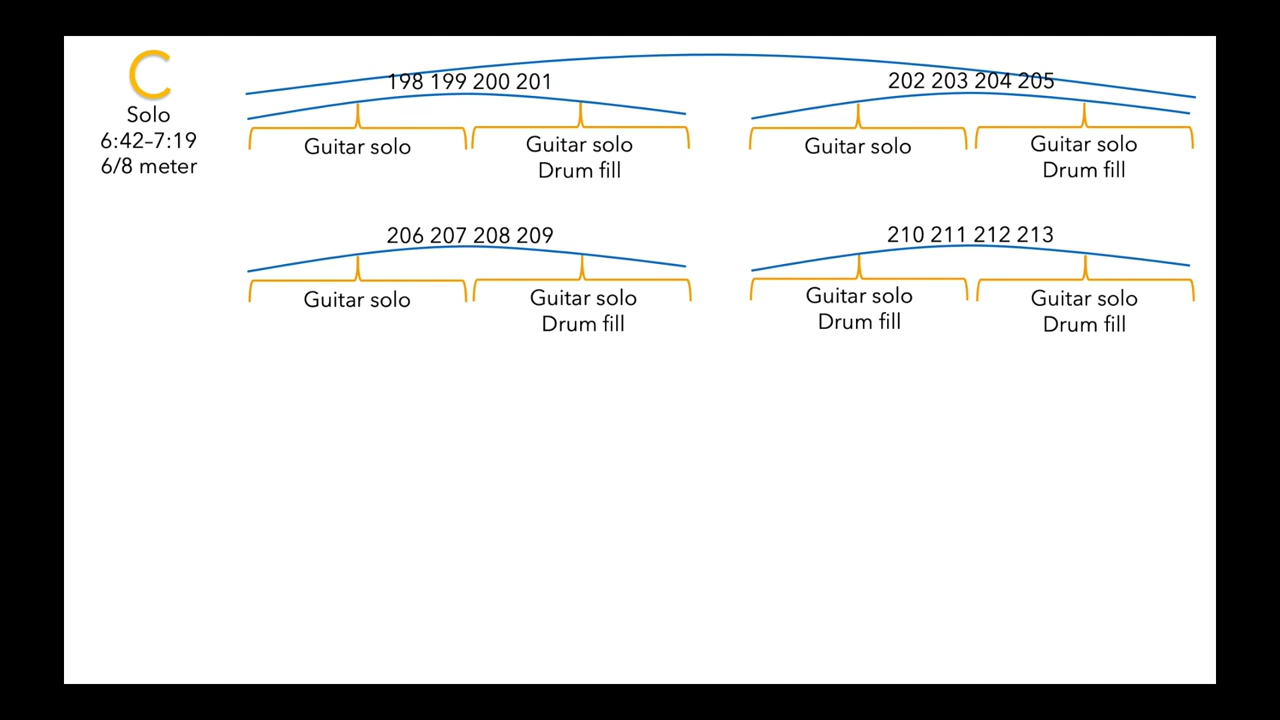 C
Solo
6:42–7:19
6/8 meter
198 199 200 201
Guitar solo
Guitar solo
Drum fill
202 203 204 205
Guitar solo
Guitar solo
Drum fill
206 207 208 209
Guitar solo
Guitar solo
Drum fill
210 211 212 213
Guitar solo
Drum fill
Guitar solo
Drum fill